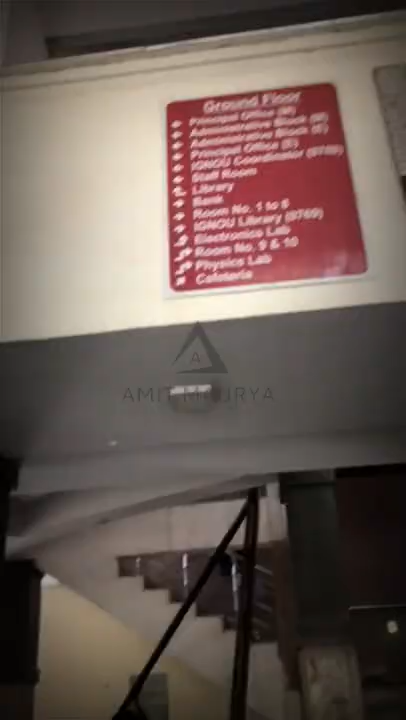 Ground Floor
Principal Office (M)
Administrative Block (M)
Administrative Block (E)
Principal Office (E)
IGNOU Coordinator
Staff Room
Library
Bank
Room No. 1 to 8
IGNOU Library (0769)
Electronics Lab
Room No. 9 & 10
Physics Lab
Cafeteria
A
AMIT MAURYA